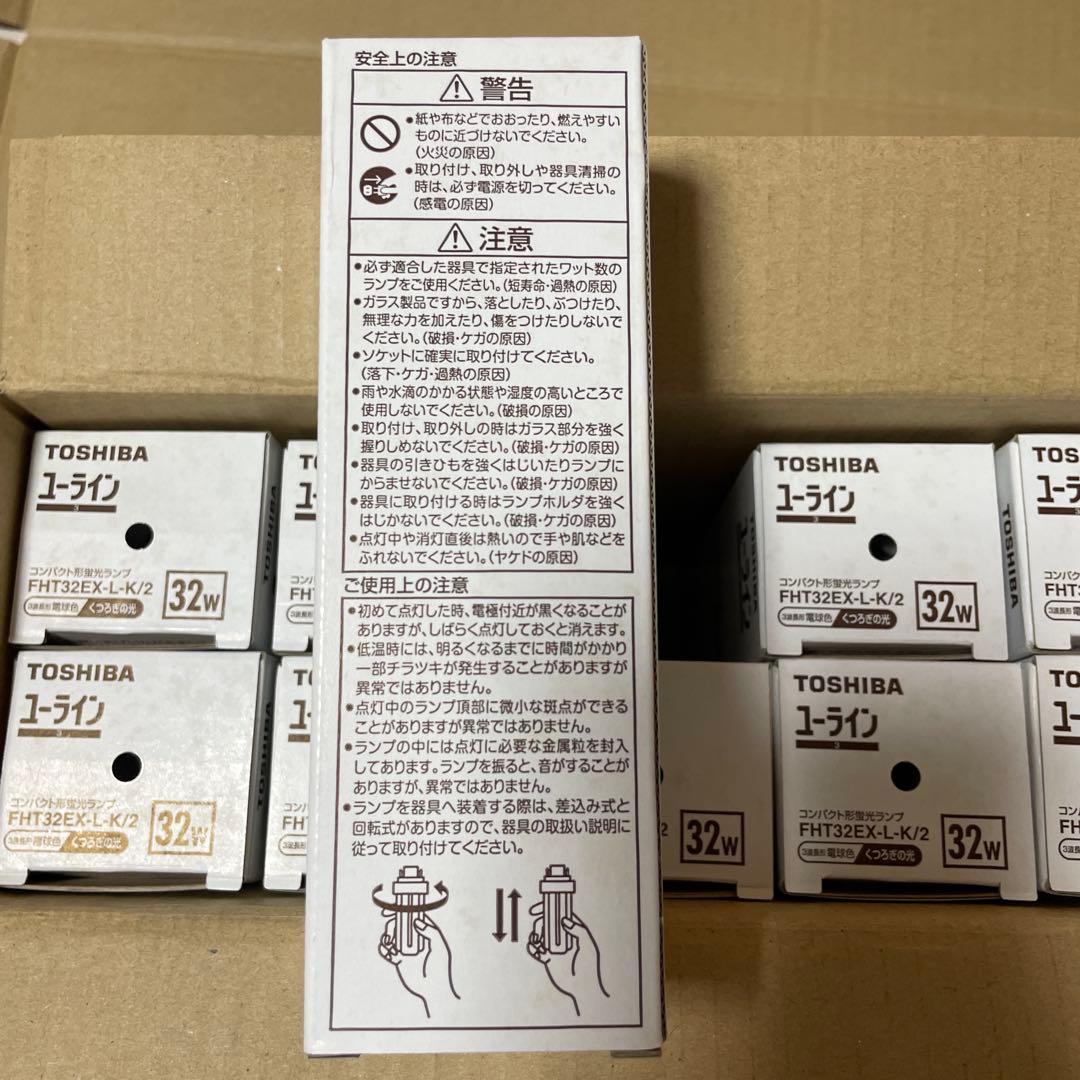 安全上の注意
警告
●紙や布などでおおったり、燃えやすい
ものに近づけないでください。
(火災の原因)
●取り付け、取り外しや器具清掃の
時は、必ず電源を切ってください。
(感電の原因)
注意
●必ず適合した器具で指定されたワット数の
ランプをご使用ください。(短寿命・過熱の原因)
●ガラス製品ですから、落としたり、ぶつけたり、
無理な力を加えたり、傷をつけたりしないで
ください。(破損・ケガの原因)
●ソケットに確実に取り付けてください。
(落下・ケガ・過熱の原因)
●雨や水滴のかかる状態や湿度の高いところで
使用しないでください。(破損の原因)
●取り付け、取り外しの時はガラス部分を強く
握りしめないでください。(破損・ケガの原因)
●器具の引きひもを強くはじいたりランプに
からませないでください。(破損・ケガの原因)
●器具に取り付ける時はランプホルダを強く
はじかないでください。(破損・ケガの原因)
●点灯中や消灯直後は熱いので手や肌などを
ふれないでください。(ヤケドの原因)
ご使用上の注意
●初めて点灯した時、電極付近が黒くなることが
ありますが、しばらく点灯しておくと消えます。
●低温時には、明るくなるまでに時間がかかり
一部チラツキが発生することがありますが
異常ではありません。
●点灯中のランプ頂部に微小な斑点ができる
ことがありますが異常ではありません。
●ランプの中には点灯に必要な金属粒を封入
してあります。ランプを振ると、音がすることが
ありますが、異常ではありません。
●ランプを器具へ装着する際は、差込み式と
回転式がありますので、器具の取扱い説明に
従って取り付けてください。
TOSHIBA
ユーライン
3
コンパクト形蛍光ランプ
FHT32EX-L-K/2
3波長形 電球色 くつろぎの光
32W
TOSHIBA
TOSHIBA
ユーライン
3
コンパクト形蛍光ランプ
FHT32EX-L-K/2
3波長形 電球色 くつろぎの光
32W
TOSHIBA
TOSHIBA
ユーライン
3
コンパクト形蛍光ランプ
FHT32EX-L-K/2
3波長形 電球色 くつろぎの光
32W
TOSHIBA
TOSHIBA
ユーライン
3
コンパクト形蛍光ランプ
FHT32EX-L-K/2
3波長形 電球色 くつろぎの光
32W
/2
32W